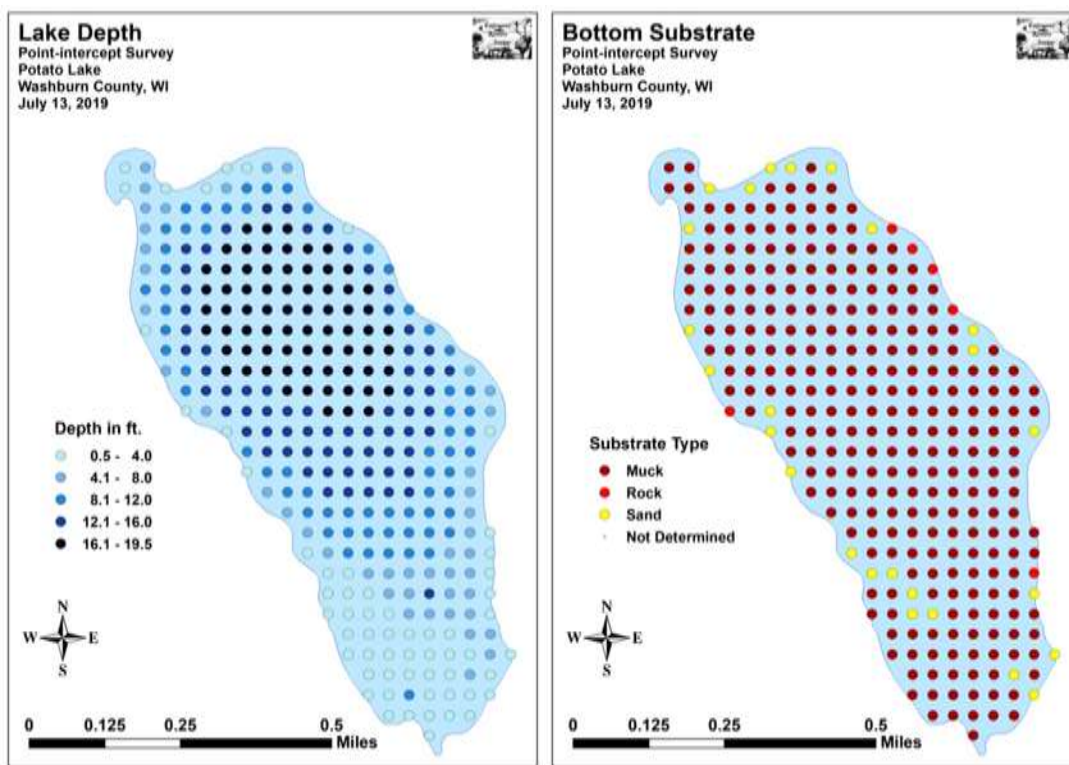 Lake Depth
Point-intercept Survey
Potato Lake
Washburn County, WI
July 13, 2019
Depth in ft.
0.5 - 4.0
4.1 - 8.0
8.1 - 12.0
12.1 - 16.0
16.1 - 19.5
N
W E
S
0 0.125 0.25 0.5
Miles
Bottom Substrate
Point-intercept Survey
Potato Lake
Washburn County, WI
July 13, 2019
Substrate Type
Muck
Rock
Sand
Not Determined
N
W E
S
0 0.125 0.25 0.5
Miles